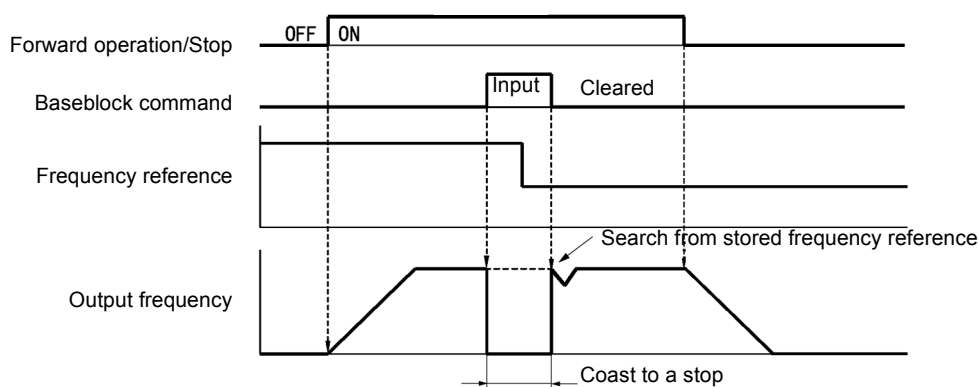 OFF ON
Forward operation/Stop
Input Cleared
Baseblock command
Frequency reference
Search from stored frequency reference
Output frequency
Coast to a stop